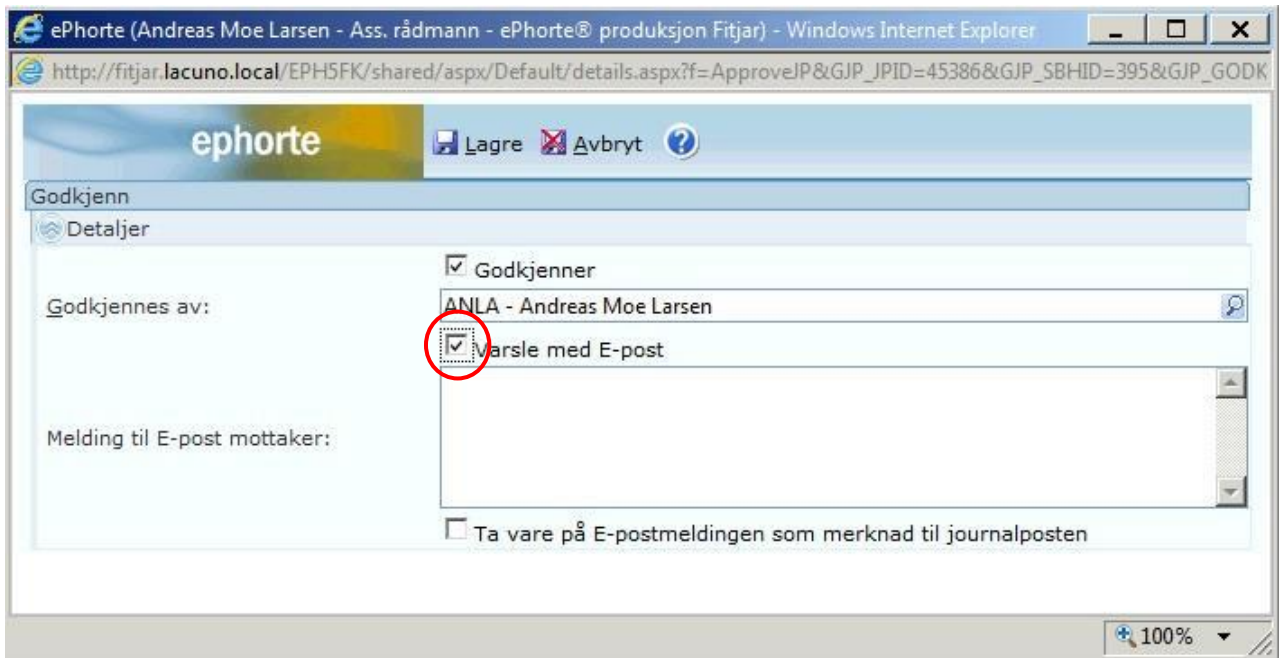 ePhorte (Andreas Moe Larsen - Ass. rådmann - ePhorte® produksjon Fitjar) - Windows Internet Explorer
http://fitjar.lacuno.local/EPH5FK/shared/aspx/Default/details.aspx?f=ApproveJP&GJP_JPID=45386&GJP_SBHID=395&GJP_GODK
ephorte Lagre Avbryt ?
Godkjenn
Detaljer
Godkjenner
Godkjennes av: ANLA - Andreas Moe Larsen
Varsle med E-post
Melding til E-post mottaker:
Ta vare på E-postmeldingen som merknad til journalposten
100%